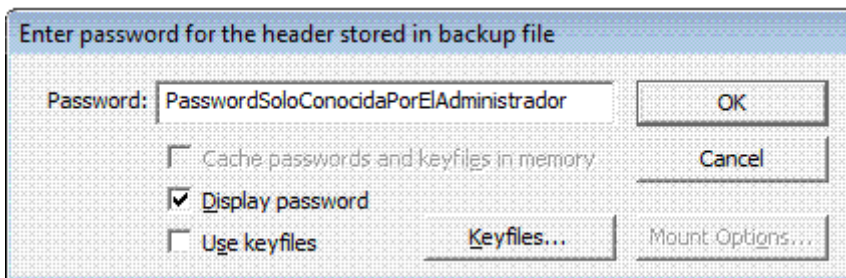 Enter password for the header stored in backup file
Password: PasswordSoloConocidaPorElAdministrador OK
Cache passwords and keyfiles in memory Cancel
Display password
Use keyfiles Keyfiles... Mount Options...